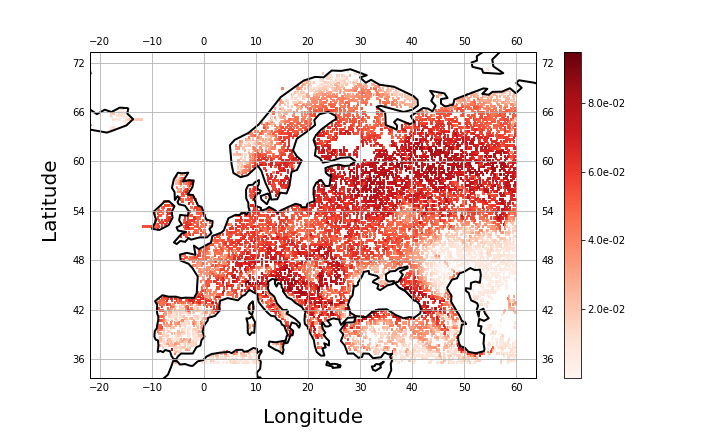 −20 −10 0 10 20 30 40 50 60
72 72
66 66 8.0e-02
60 60 6.0e-02
54 54
4.0e-02
48 48
42 42 2.0e-02
36 36
−20 −10 0 10 20 30 40 50 60
Latitude
Longitude